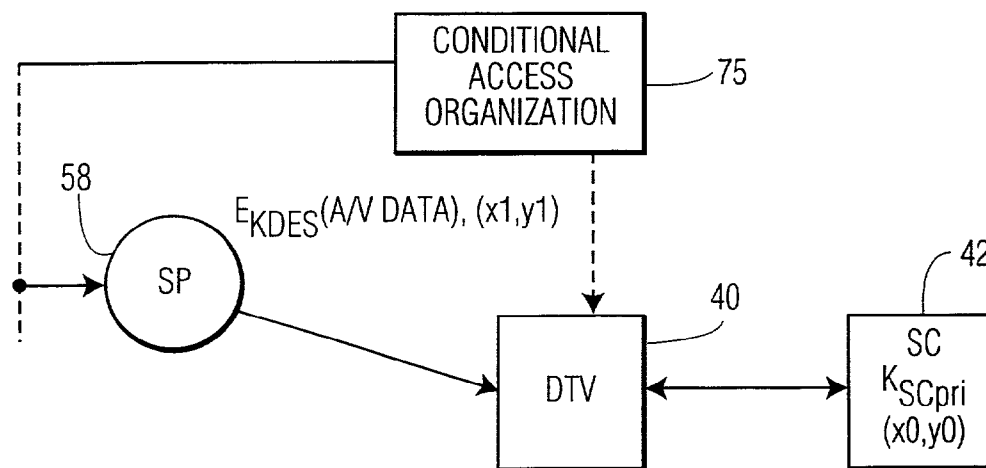 CONDITIONAL
ACCESS
ORGANIZATION
75
58
E_KDES(A/V DATA), (x1,y1)
SP
40
DTV
42
SC
K_SCpri
(x0,y0)